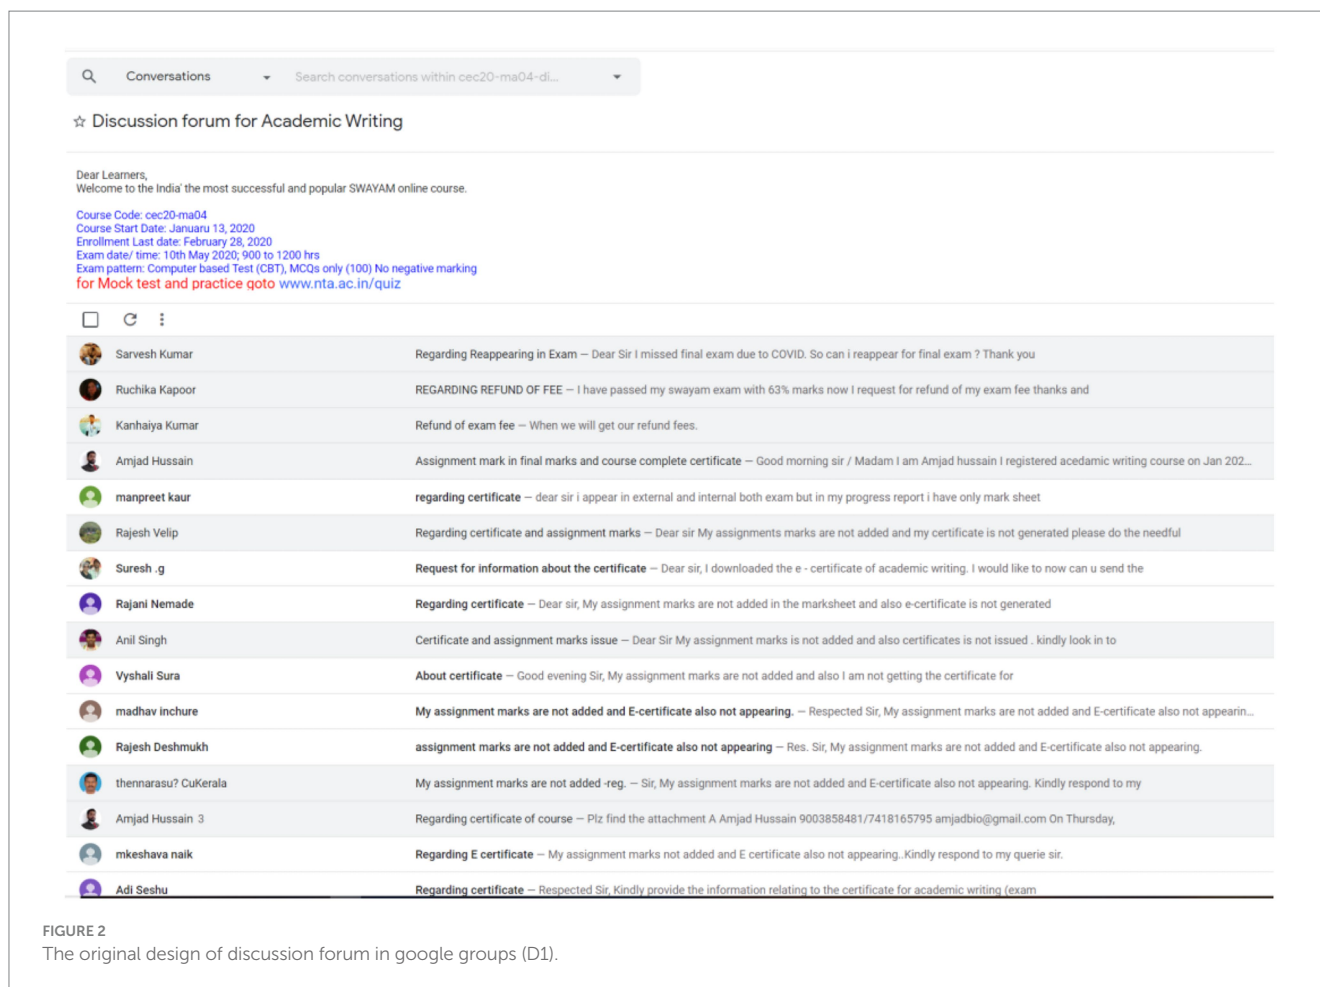 Conversations Search conversations within cec20-ma04-di...
Discussion forum for Academic Writing
Dear Learners,
Welcome to the India' the most successful and popular SWAYAM online course.
Course Code: cec20-ma04
Course Start Date: Januaru 13, 2020
Enrollment Last date: February 28, 2020
Exam date/ time: 10th May 2020; 900 to 1200 hrs
Exam pattern: Computer based Test (CBT), MCQs only (100) No negative marking
for Mock test and practice goto www.nta.ac.in/quiz
Sarvesh Kumar Regarding Reappearing in Exam – Dear Sir I missed final exam due to COVID. So can i reappear for final exam ? Thank you
Ruchika Kapoor REGARDING REFUND OF FEE – I have passed my swayam exam with 63% marks now I request for refund of my exam fee thanks and
Kanhaiya Kumar Refund of exam fee – When we will get our refund fees.
Amjad Hussain Assignment mark in final marks and course complete certificate – Good morning sir / Madam I am Amjad hussain I registered acedamic writing course on Jan 202...
manpreet kaur regarding certificate – dear sir i appear in external and internal both exam but in my progress report i have only mark sheet
Rajesh Velip Regarding certificate and assignment marks – Dear sir My assignments marks are not added and my certificate is not generated please do the needful
Suresh .g Request for information about the certificate – Dear sir, I downloaded the e - certificate of academic writing. I would like to now can u send the
Rajani Nemade Regarding certificate – Dear sir, My assignment marks are not added in the marksheet and also e-certificate is not generated
Anil Singh Certificate and assignment marks issue – Dear Sir My assignment marks is not added and also certificates is not issued . kindly look in to
Vyshali Sura About certificate – Good evening Sir, My assignment marks are not added and also I am not getting the certificate for
madhav inchure My assignment marks are not added and E-certificate also not appearing. – Respected Sir, My assignment marks are not added and E-certificate also not appearin...
Rajesh Deshmukh assignment marks are not added and E-certificate also not appearing – Res. Sir, My assignment marks are not added and E-certificate also not appearing.
thennarasu? CuKerala My assignment marks are not added -reg. – Sir, My assignment marks are not added and E-certificate also not appearing. Kindly respond to my
Amjad Hussain 3 Regarding certificate of course – Plz find the attachment A Amjad Hussain 9003858481/7418165795 amjadbio@gmail.com On Thursday,
mkeshava naik Regarding E certificate – My assignment marks not added and E certificate also not appearing..Kindly respond to my querie sir.
Adi Seshu Regarding certificate – Respected Sir, Kindly provide the information relating to the certificate for academic writing (exam
FIGURE 2
The original design of discussion forum in google groups (D1).